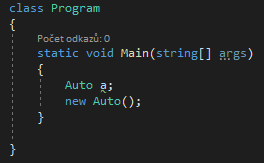 class Program
{
Počet odkazů: 0
static void Main(string[] args)
{
Auto a;
new Auto();
}
}